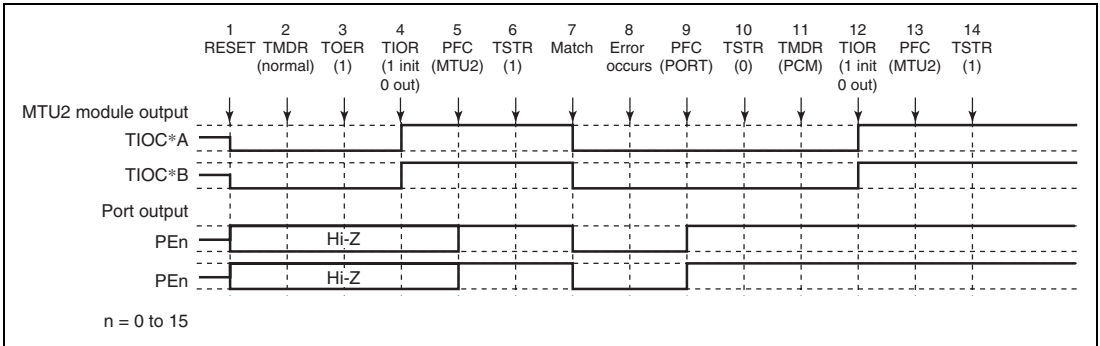 1 2 3 4 5 6 7 8 9 10 11 12 13 14
RESET TMDR TOER TIOR PFC TSTR Match Error PFC TSTR TMDR TIOR PFC TSTR
(normal) (1) (1 init (MTU2) (1) occurs (PORT) (0) (PCM) (1 init (MTU2) (1)
0 out) 0 out)
MTU2 module output
TIOC*A
TIOC*B
Port output
PEn Hi-Z
PEn Hi-Z
n = 0 to 15